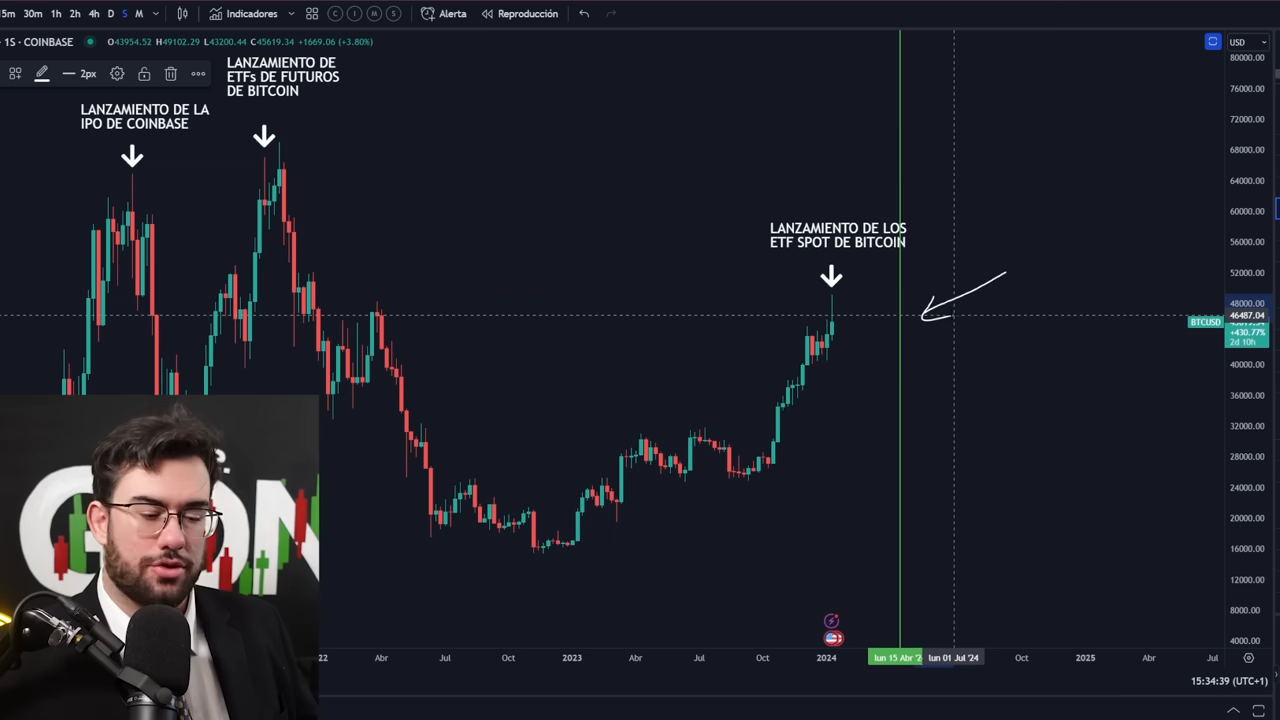 15m 30m 1h 2h 4h D S M Indicadores C I M S Alerta Reproducción
· 1S · COINBASE O43954.52 H49102.29 L43200.44 C45619.34 +1669.06 (+3.80%) USD
2px
LANZAMIENTO DE
ETFs DE FUTUROS
DE BITCOIN
LANZAMIENTO DE LA
IPO DE COINBASE
LANZAMIENTO DE LOS
ETF SPOT DE BITCOIN
80000.00
76000.00
72000.00
68000.00
64000.00
60000.00
56000.00
52000.00
48000.00
46487.04
BTCUSD
+430.77%
2d 10h
40000.00
36000.00
32000.00
28000.00
24000.00
20000.00
16000.00
12000.00
8000.00
4000.00
22 Abr Jul Oct 2023 Abr Jul Oct 2024 lun 15 Abr '2 lun 01 Jul '24 Oct 2025 Abr Jul
15:34:39 (UTC+1)